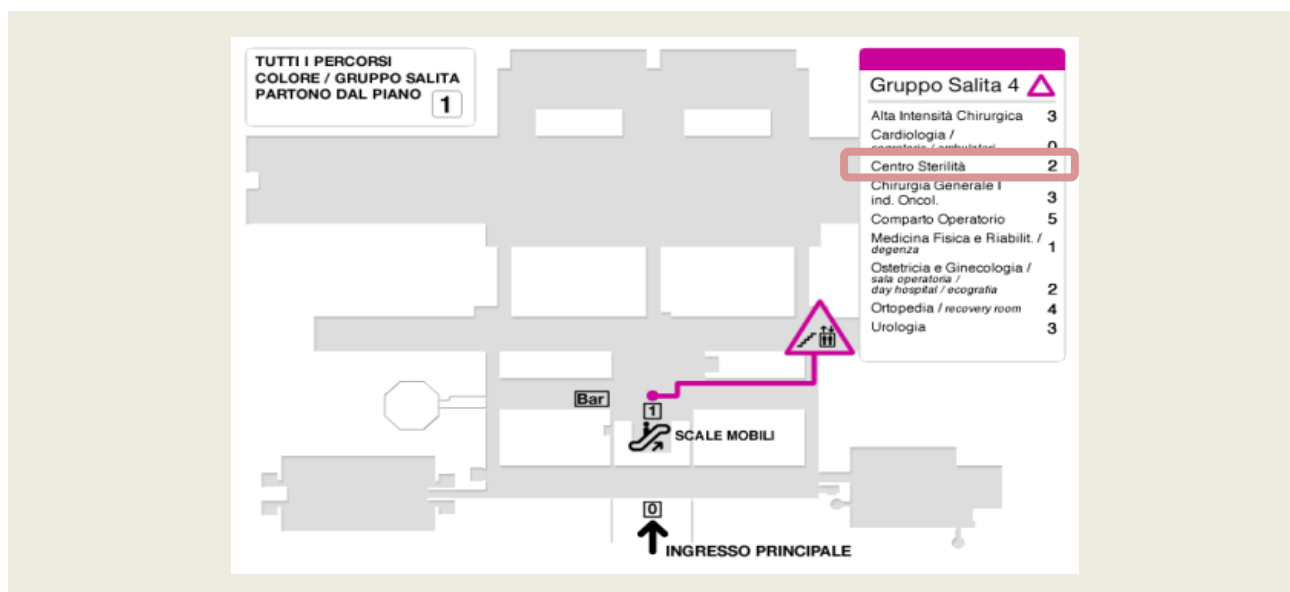 TUTTI I PERCORSI
COLORE / GRUPPO SALITA
PARTONO DAL PIANO 1
Gruppo Salita 4
Alta Intensità Chirurgica 3
Cardiologia /
segreteria / ambulatori 0
Centro Sterilità 2
Chirurgia Generale I
ind. Oncol. 3
Comparto Operatorio 5
Medicina Fisica e Riabilit. /
degenza 1
Ostetricia e Ginecologia /
sala operatoria /
day hospital / ecografia 2
Ortopedia / recovery room 4
Urologia 3
Bar
1
SCALE MOBILI
0
INGRESSO PRINCIPALE